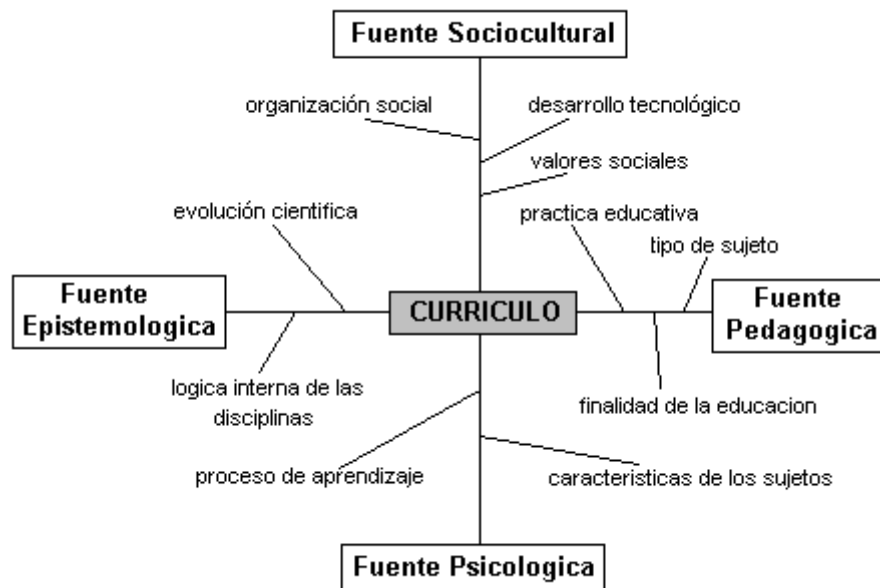 Fuente Sociocultural
organización social
desarrollo tecnológico
valores sociales
evolución cientifica
practica educativa
tipo de sujeto
Fuente
Epistemologica
CURRICULO
Fuente
Pedagogica
logica interna de las
disciplinas
finalidad de la educacion
proceso de aprendizaje
caracteristicas de los sujetos
Fuente Psicologica